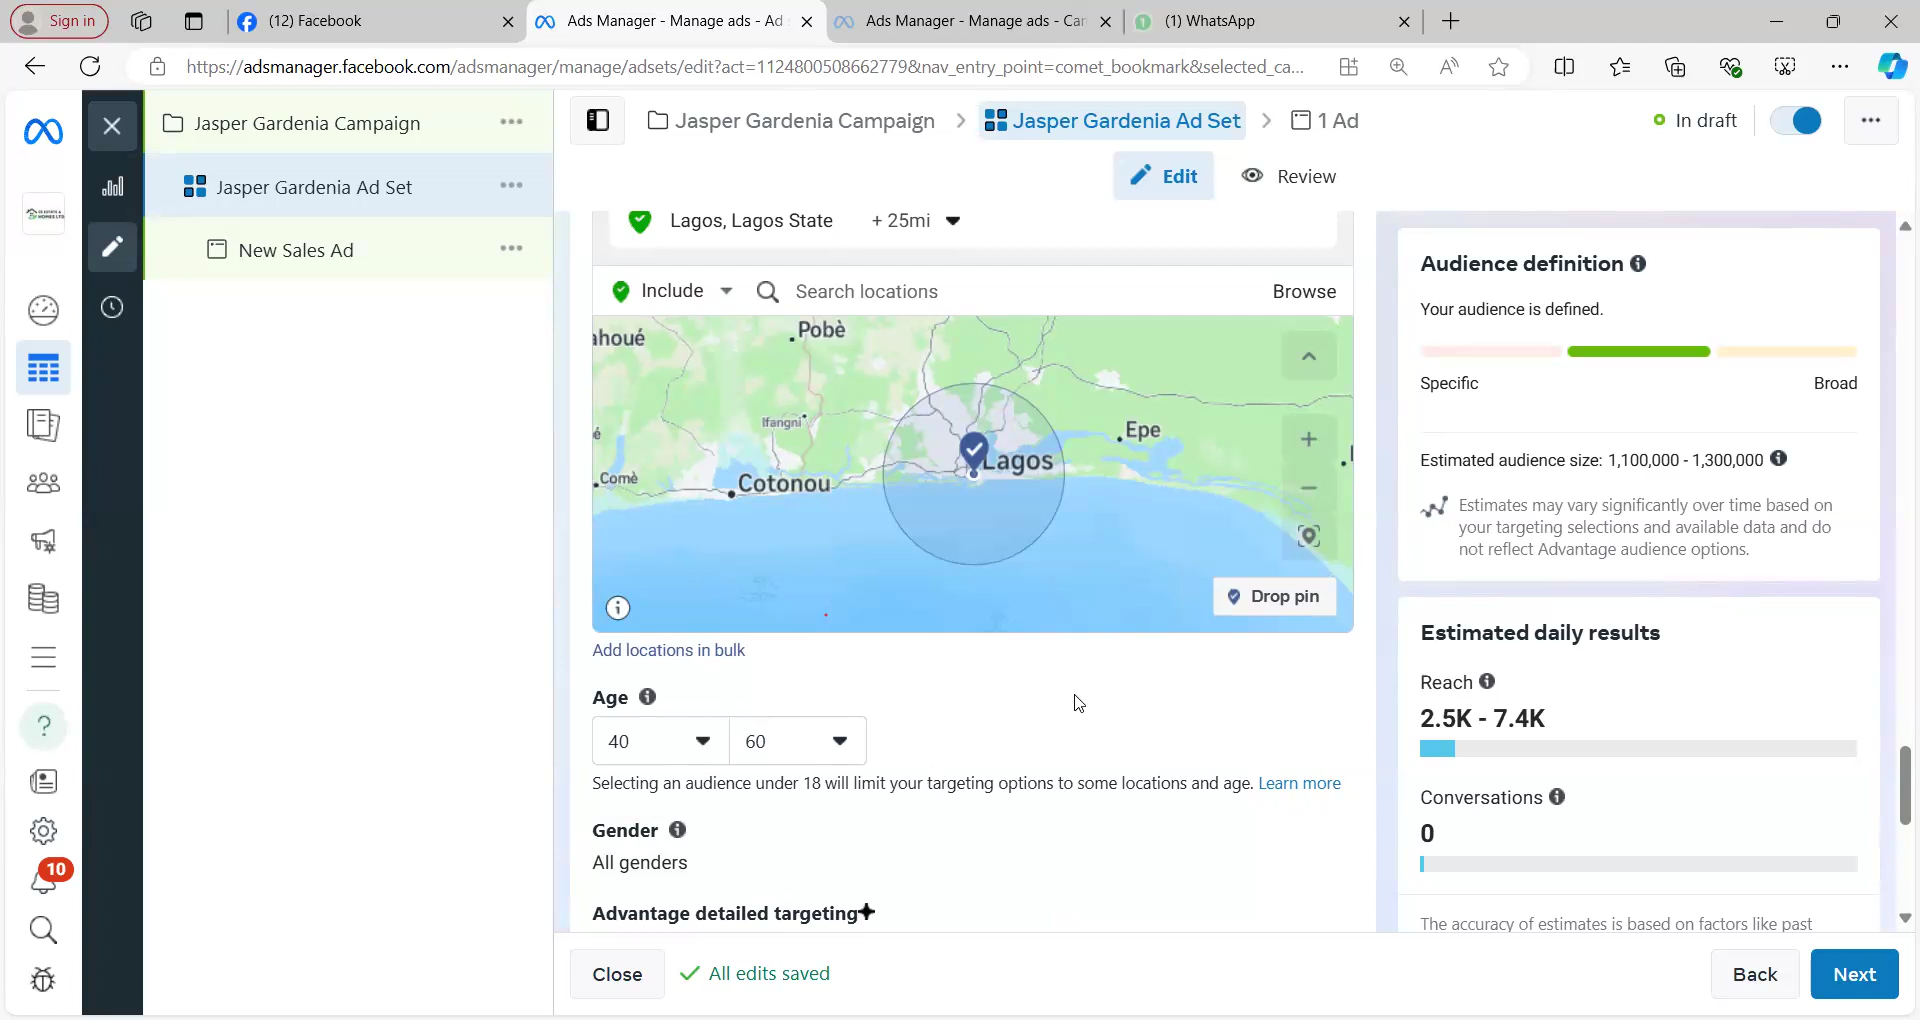 Sign in
(12) Facebook
Ads Manager - Manage ads - Ad
Ads Manager - Manage ads - Car
(1) WhatsApp
https://adsmanager.facebook.com/adsmanager/manage/adsets/edit?act=1124800508662779&nav_entry_point=comet_bookmark&selected_ca...
Jasper Gardenia Campaign
Jasper Gardenia Ad Set
New Sales Ad
Jasper Gardenia Campaign
Jasper Gardenia Ad Set
1 Ad
In draft
Edit
Review
Lagos, Lagos State + 25mi
Include
Search locations
Browse
ahoué
Pobè
Ifangni
Epe
Lagos
Comè
Cotonou
Drop pin
Add locations in bulk
Age
40
60
Selecting an audience under 18 will limit your targeting options to some locations and age. Learn more
Gender
All genders
Advantage detailed targeting
Close
All edits saved
Audience definition
Your audience is defined.
Specific
Broad
Estimated audience size: 1,100,000 - 1,300,000
Estimates may vary significantly over time based on
your targeting selections and available data and do
not reflect Advantage audience options.
Estimated daily results
Reach
2.5K - 7.4K
Conversations
0
The accuracy of estimates is based on factors like past
Back
Next
10